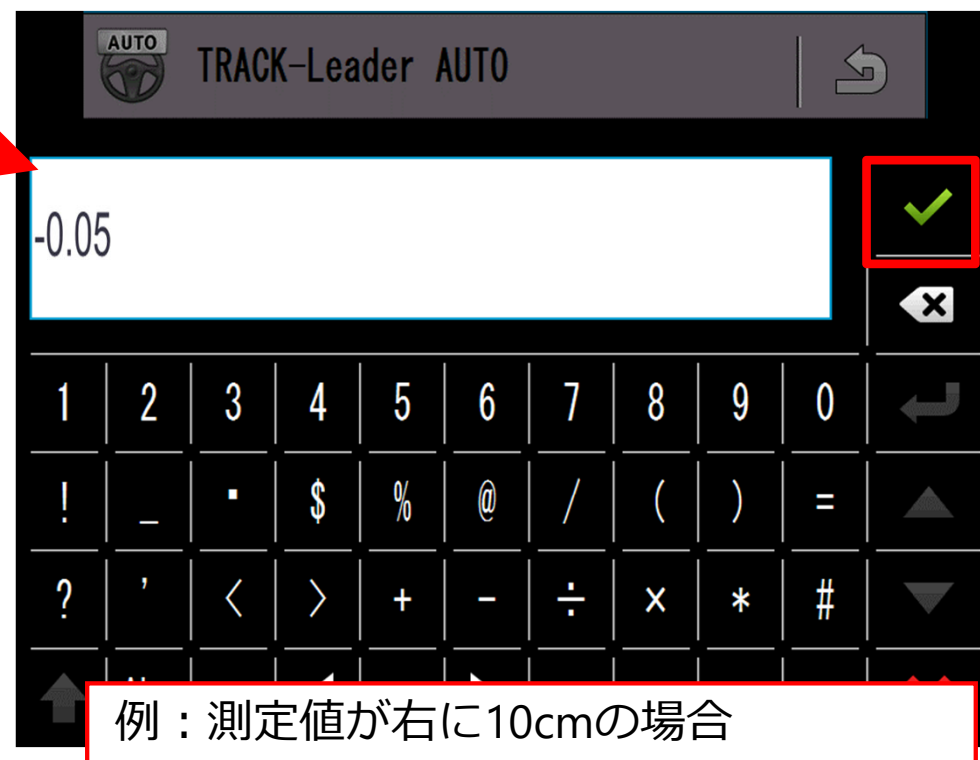 AUTO
TRACK-Leader AUTO
-0.05
1 2 3 4 5 6 7 8 9 0
! _ . $ % @ / ( ) =
? ' < > + - ÷ × * #
例：測定値が右に10cmの場合